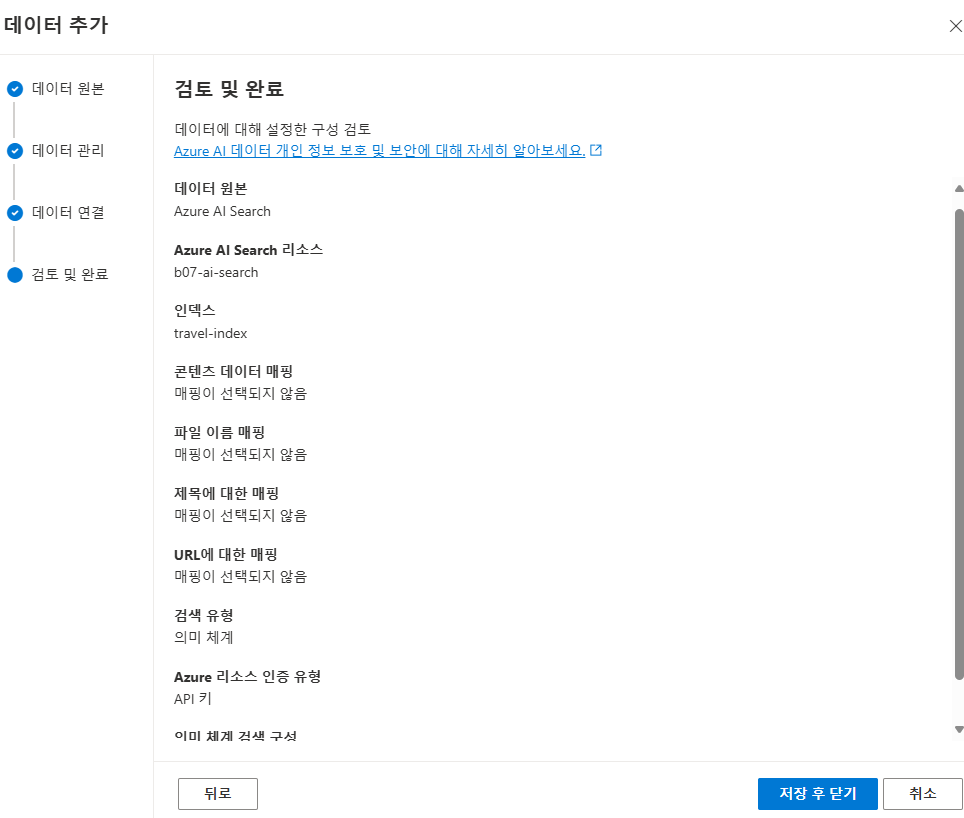 데이터 추가
데이터 원본
데이터 관리
데이터 연결
검토 및 완료
검토 및 완료
데이터에 대해 설정한 구성 검토
Azure AI 데이터 개인 정보 보호 및 보안에 대해 자세히 알아보세요.
데이터 원본
Azure AI Search
Azure AI Search 리소스
b07-ai-search
인덱스
travel-index
콘텐츠 데이터 매핑
매핑이 선택되지 않음
파일 이름 매핑
매핑이 선택되지 않음
제목에 대한 매핑
매핑이 선택되지 않음
URL에 대한 매핑
매핑이 선택되지 않음
검색 유형
의미 체계
Azure 리소스 인증 유형
API 키
의미 체계 검색 구성
뒤로
저장 후 닫기
취소